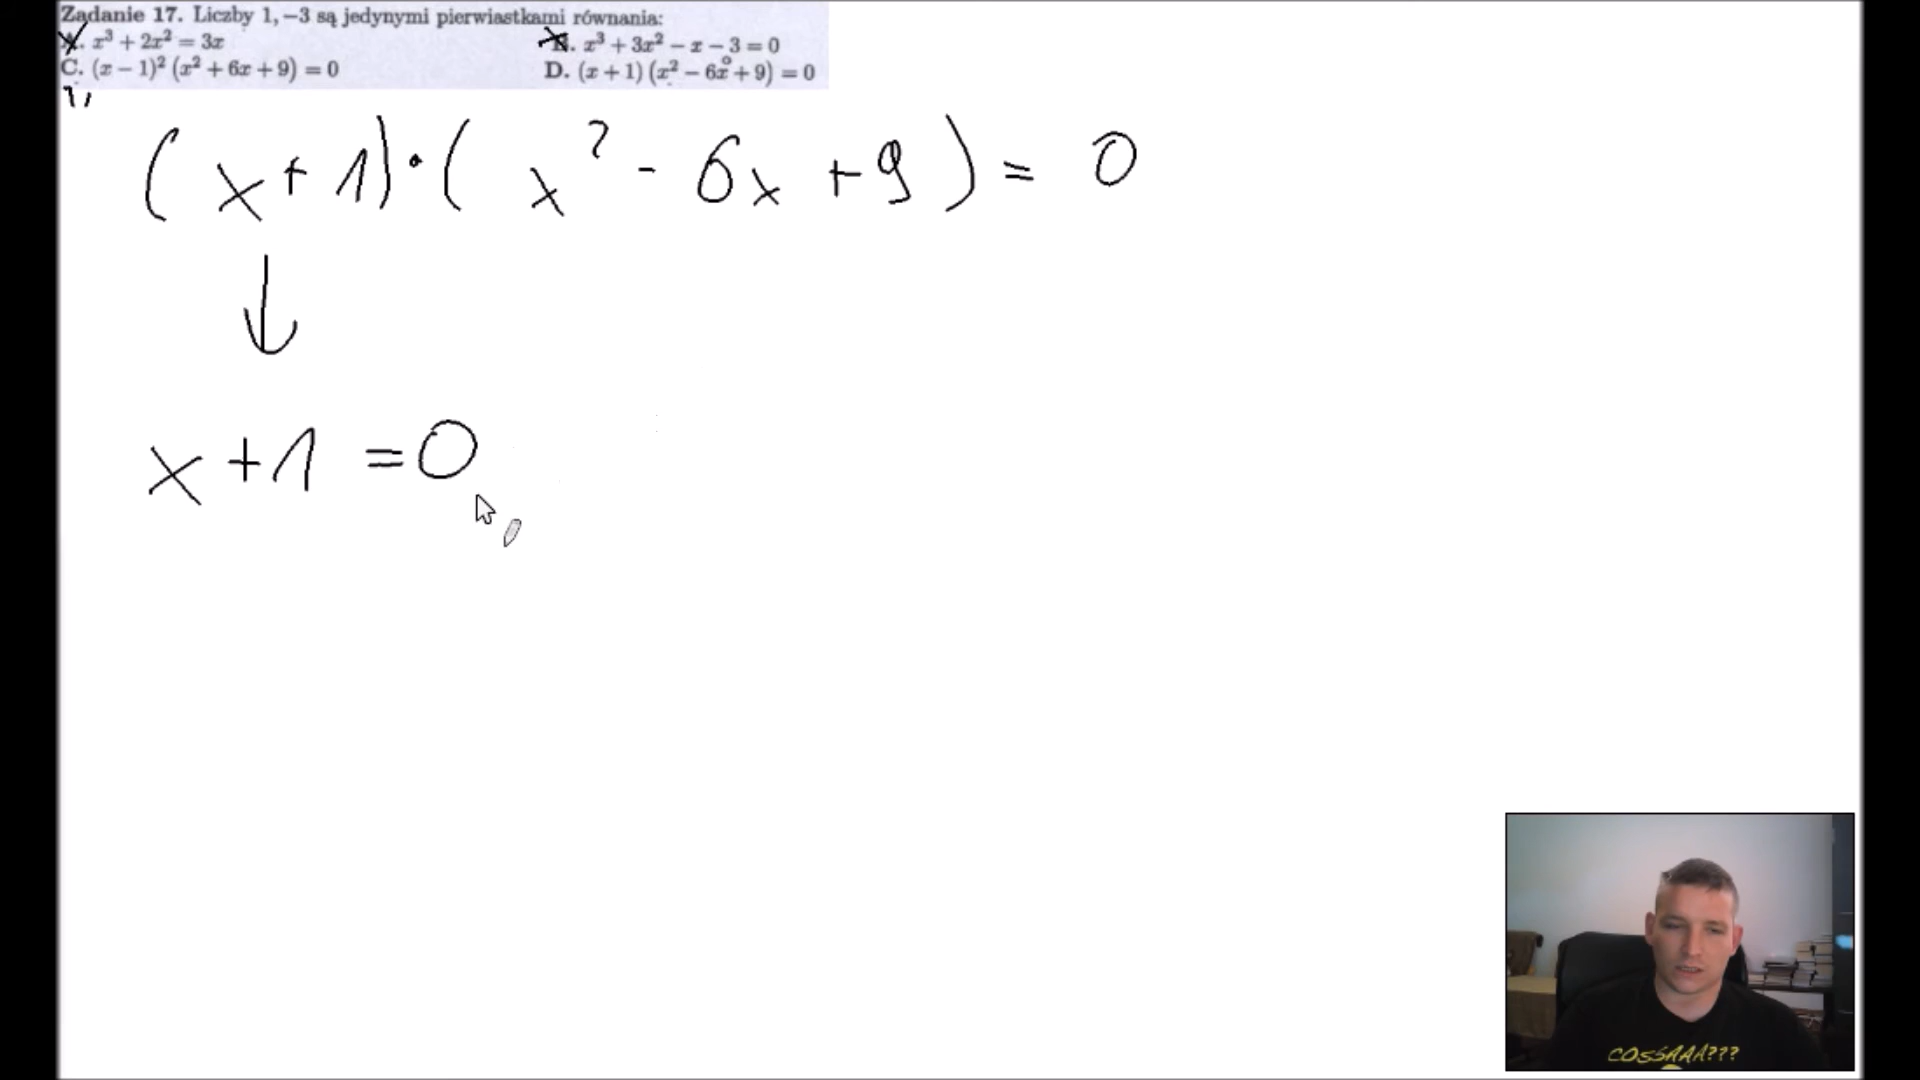 Zadanie 17. Liczby 1, −3 są jedynymi pierwiastkami równania:
A. x³ + 2x² = 3x B. x³ + 3x² − x − 3 = 0
C. (x − 1)² (x² + 6x + 9) = 0 D. (x + 1) (x² − 6x + 9) = 0
(x + 1) · (x² - 6x + 9) = 0
x + 1 = 0
COSSAAA???